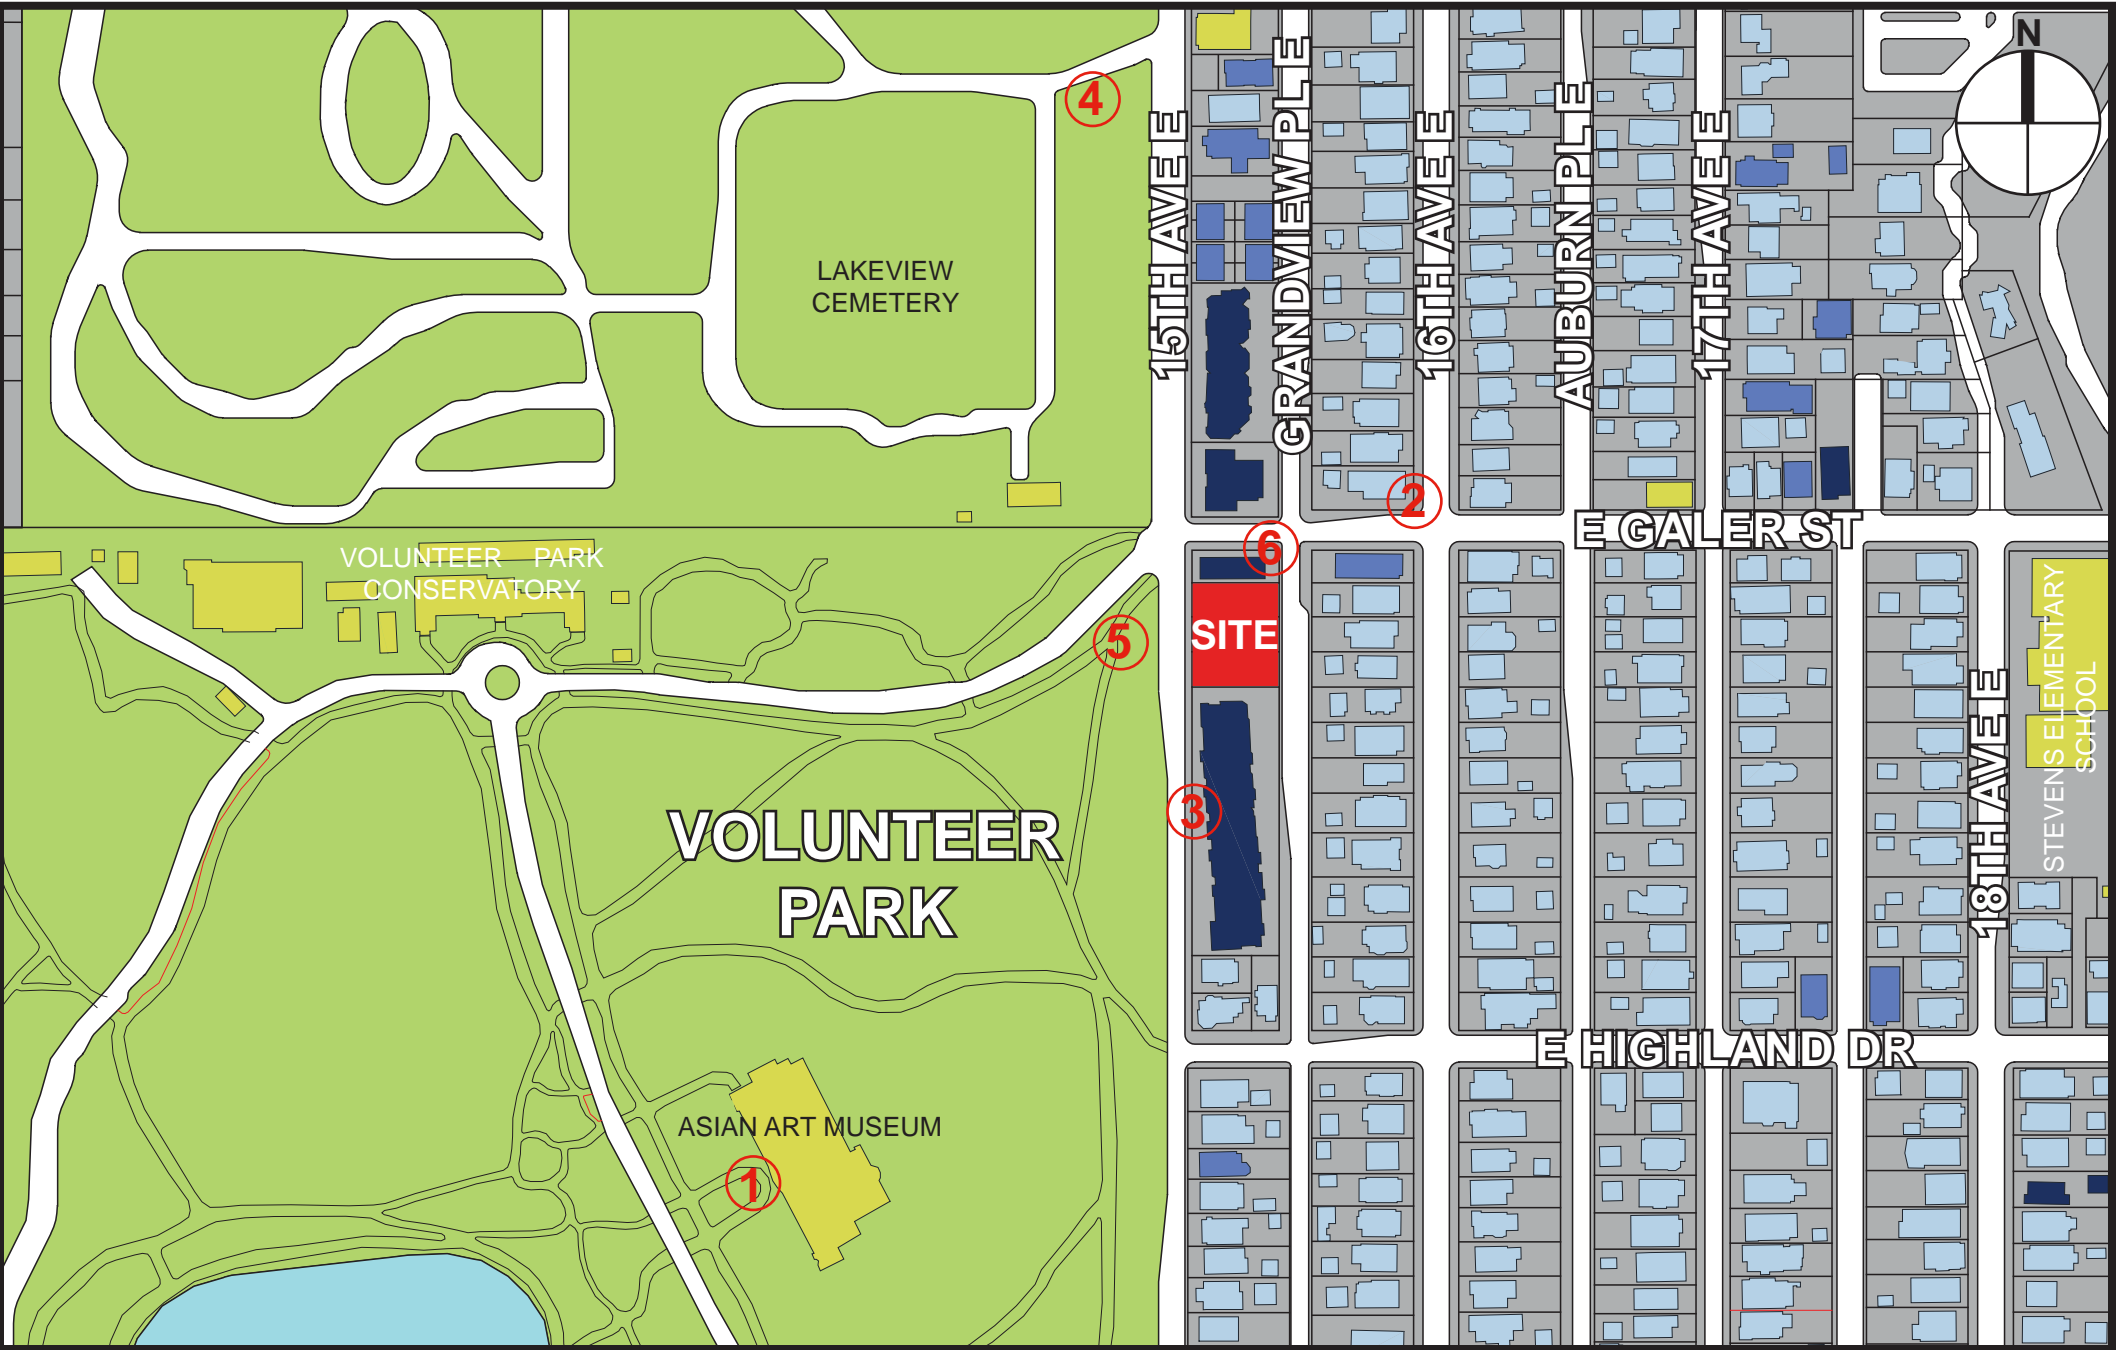 N
4
15TH AVE E
GRANDVIEW PL E
16TH AVE E
AUBURN PL E
17TH AVE E
LAKEVIEW
CEMETERY
2
E GALER ST
6
VOLUNTEER PARK
CONSERVATORY
5
SITE
STEVENS ELEMENTARY
SCHOOL
18TH AVE E
3
VOLUNTEER
PARK
E HIGHLAND DR
ASIAN ART MUSEUM
1